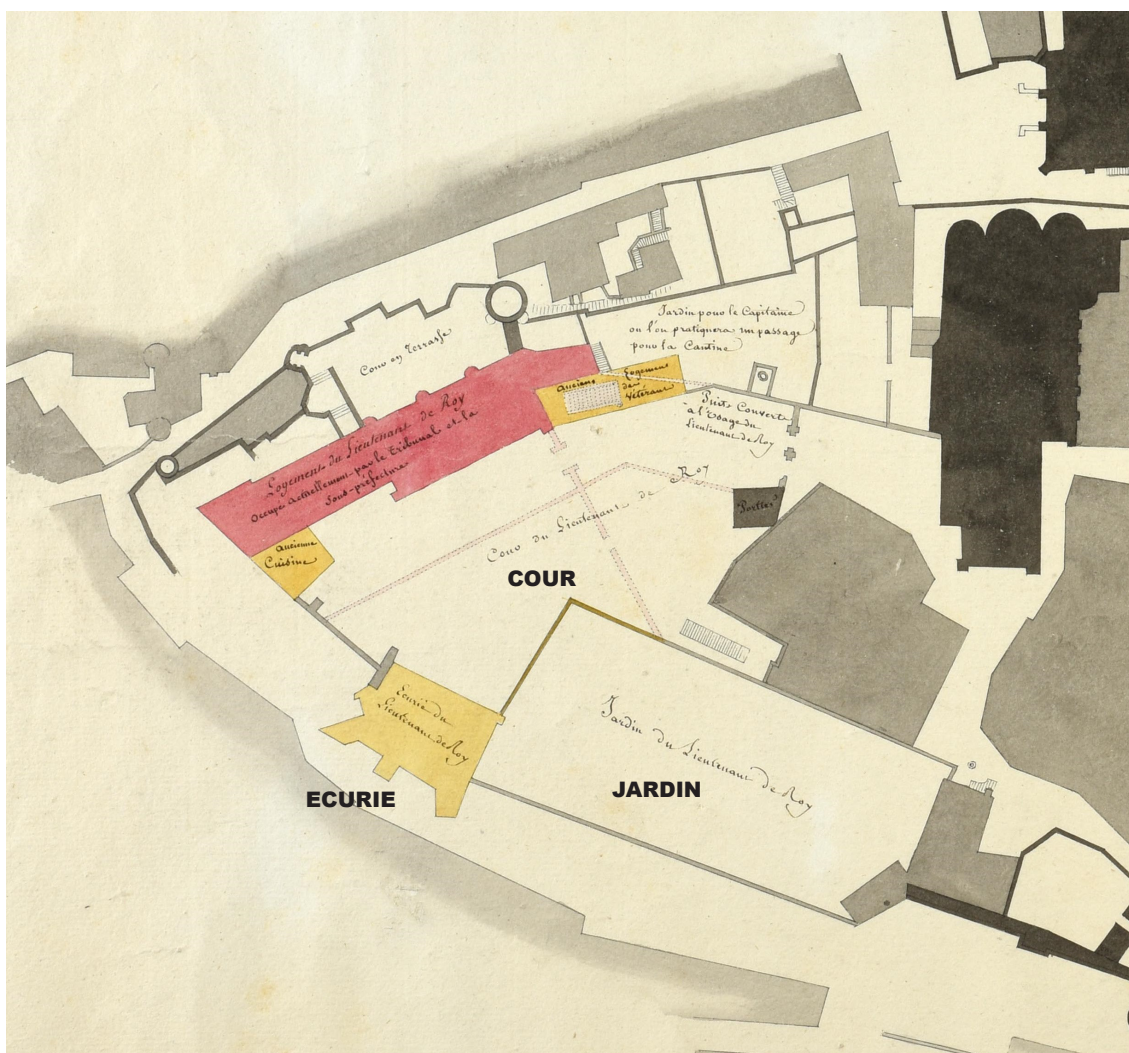 Jardin pour le Capitaine
ou l'on pratiquera un passage
pour la Cantine
Cour en Terrasse
Logement du Lieutenant de Roy
Occupé actuellement par le Tribunal et la
Sous-préfecture
Ancien Logement
des
Vétérans
Puits Couverts
à l'Usage du
Lieutenant de Roy
Portier
Cour du Lieutenant de Roy
ancienne
Cuisine
COUR
Ecurie du
Lieutenant de Roy
Jardin du Lieutenant de Roy
ECURIE
JARDIN